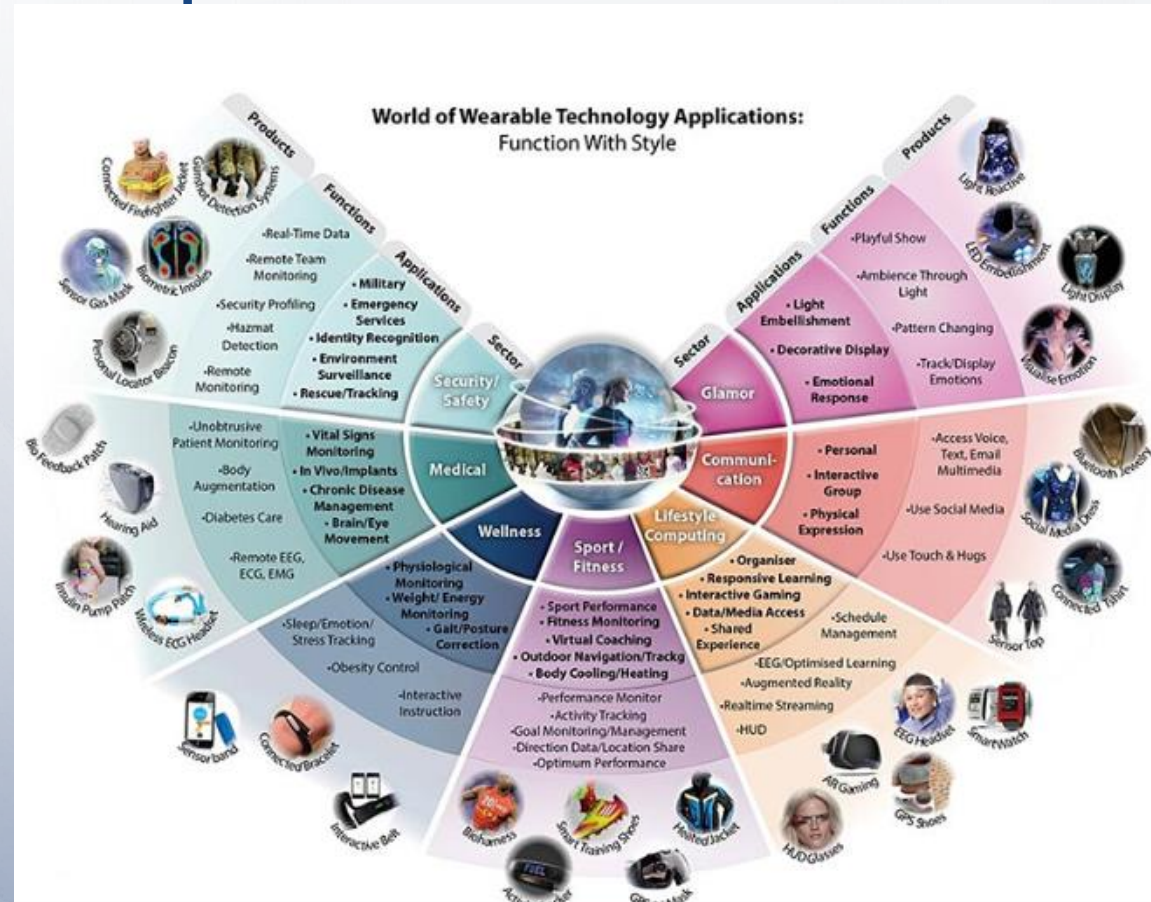 World of Wearable Technology Applications:
Function With Style
Products
Functions
Applications
Sector
Connected Firefighter Jacket
Gunshot Detection Systems
Sensor Gas Mask
Biometric Insoles
Personal Locator Beacon
•Real-Time Data
•Remote Team
Monitoring
•Security Profiling
•Hazmat
Detection
•Remote
Monitoring
• Military
• Emergency
Services
• Identity Recognition
• Environment
Surveillance
• Rescue/Tracking
Security/
Safety
Bio Feedback Patch
Hearing Aid
Insulin Pump Patch
Wireless ECG Headset
•Unobtrusive
Patient Monitoring
•Body
Augmentation
•Diabetes Care
•Remote EEG,
ECG, EMG
• Vital Signs
Monitoring
• In Vivo/Implants
• Chronic Disease
Management
• Brain/Eye
Movement
Medical
Wellness
• Physiological
Monitoring
• Weight/ Energy
Monitoring
• Gait/Posture
Correction
•Sleep/Emotion/
Stress Tracking
•Obesity Control
•Interactive
Instruction
Sensor band
Connected Bracelet
Interactive Belt
Sport /
Fitness
• Sport Performance
• Fitness Monitoring
• Virtual Coaching
• Outdoor Navigation/Trackg
• Body Cooling/Heating
•Performance Monitor
•Activity Tracking
•Goal Monitoring/Management
•Direction Data/Location Share
•Optimum Performance
Bioharness
Smart Training Shoes
Heated Jacket
Lifestyle
Computing
• Organiser
• Responsive Learning
• Interactive Gaming
• Data/Media Access
• Shared
Experience
•Schedule
Management
•EEG/Optimised Learning
•Augmented Reality
•Realtime Streaming
•HUD
EEG Headset
SmartWatch
AR Gaming
GPS Shoes
HUD Glasses
Communi-
cation
• Personal
• Interactive
Group
• Physical
Expression
•Access Voice,
Text, Email
Multimedia
•Use Social Media
•Use Touch & Hugs
Bluetooth Jewelry
Social Media Dress
Connected Tshirt
Sensor Top
Products
Functions
Applications
Sector
Glamor
• Light
Embellishment
• Decorative Display
• Emotional
Response
•Playful Show
•Ambience Through
Light
•Pattern Changing
•Track/Display
Emotions
Light Reactive
LED Embellishment
Light Display
Visualise Emotion